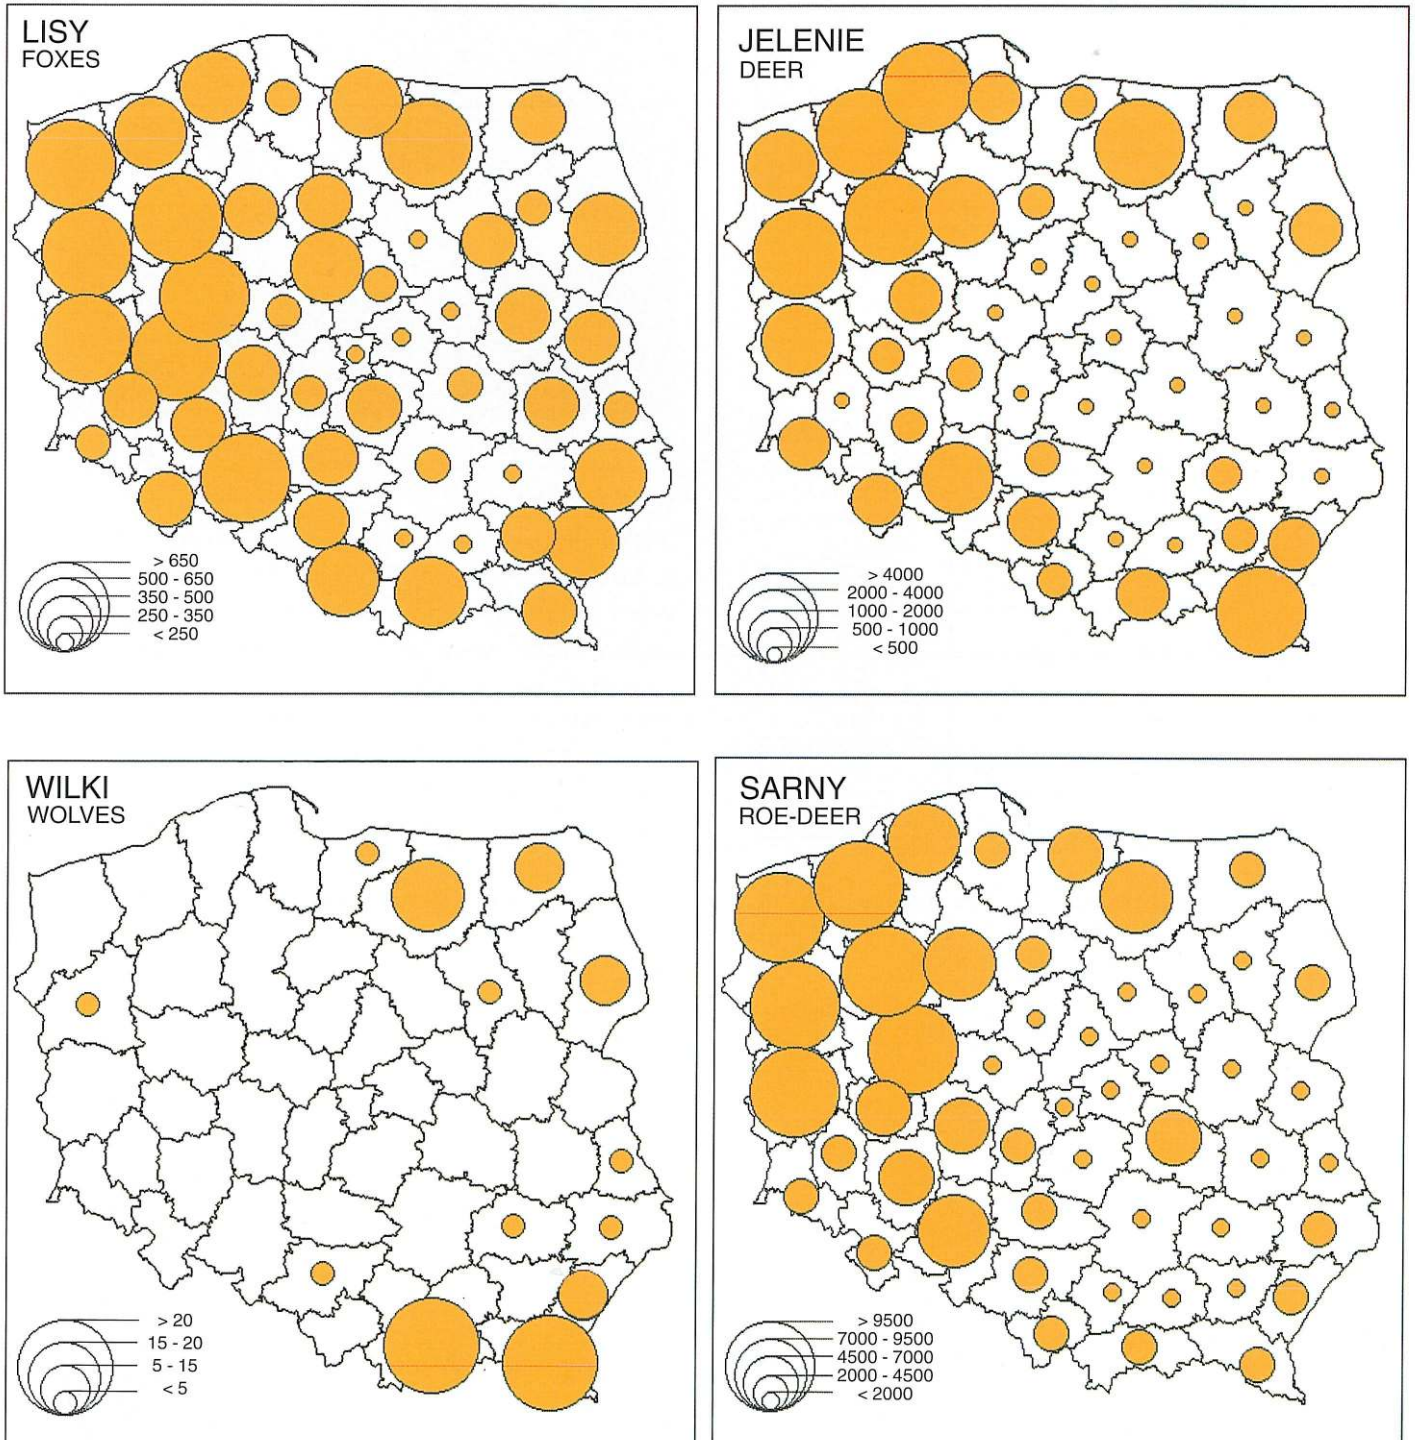 LISY
FOXES
> 650
500 - 650
350 - 500
250 - 350
< 250
JELENIE
DEER
> 4000
2000 - 4000
1000 - 2000
500 - 1000
< 500
WILKI
WOLVES
> 20
15 - 20
5 - 15
< 5
SARNY
ROE-DEER
> 9500
7000 - 9500
4500 - 7000
2000 - 4500
< 2000